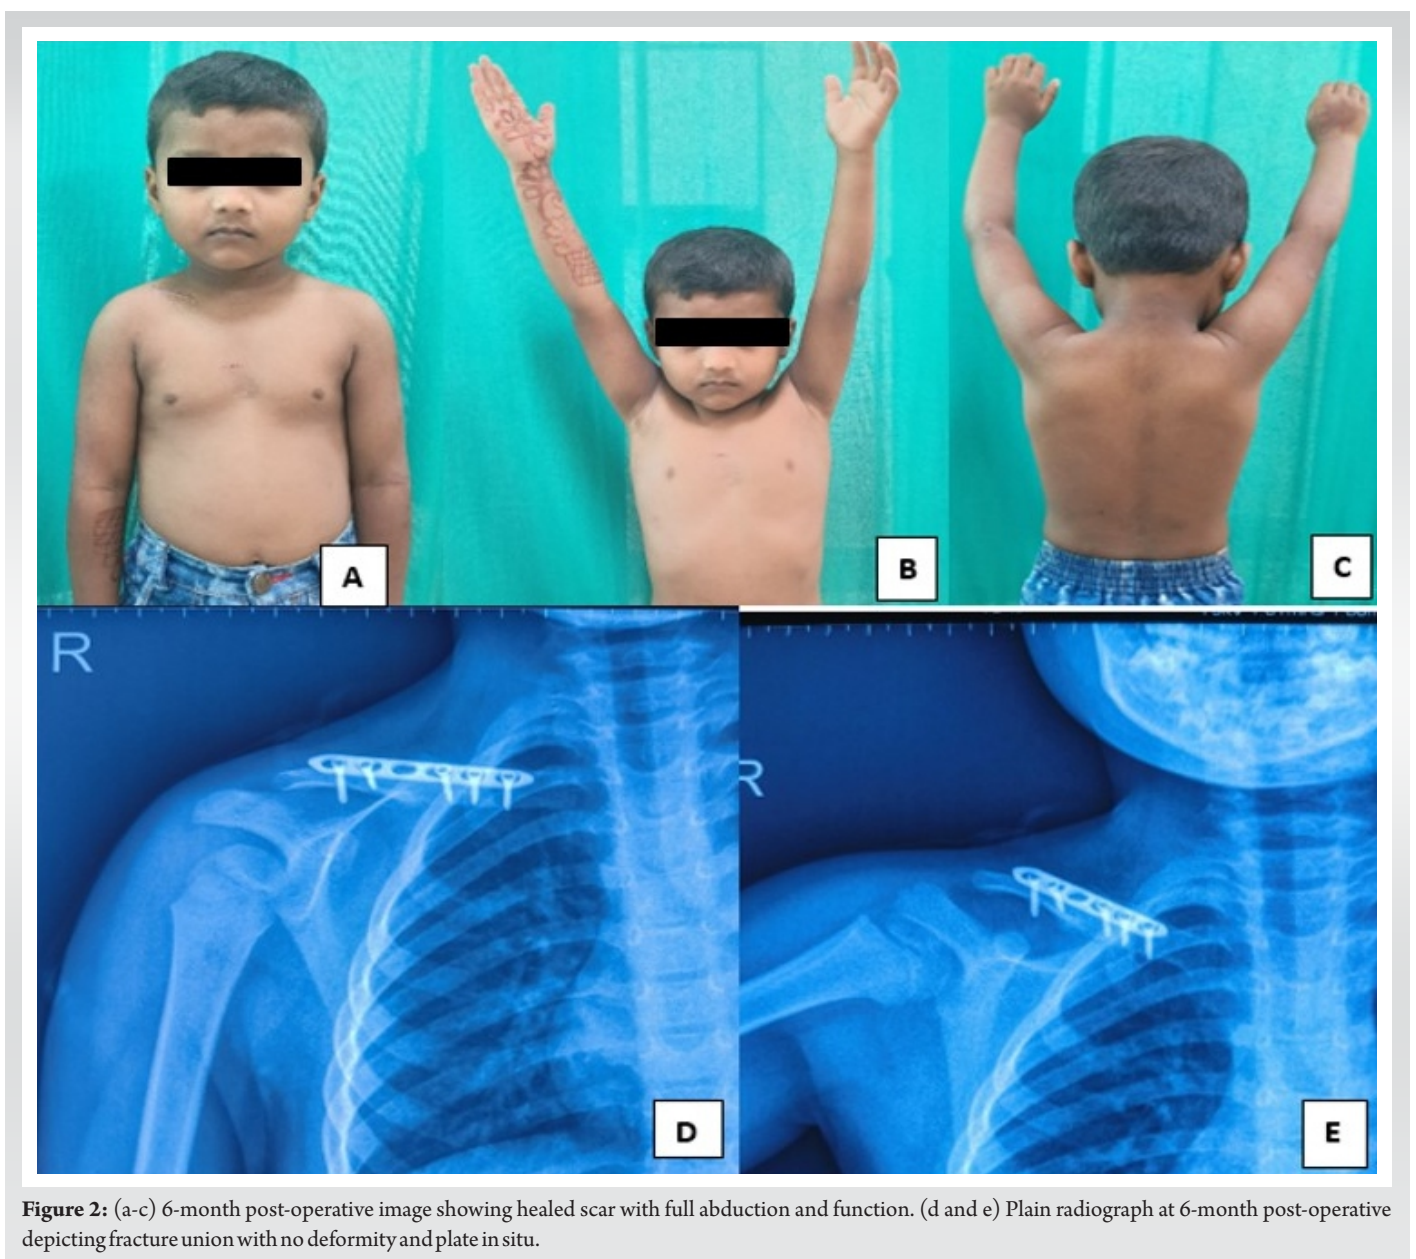 A
B
C
R
R
D
E
Figure 2: (a-c) 6-month post-operative image showing healed scar with full abduction and function. (d and e) Plain radiograph at 6-month post-operative
depicting fracture union with no deformity and plate in situ.